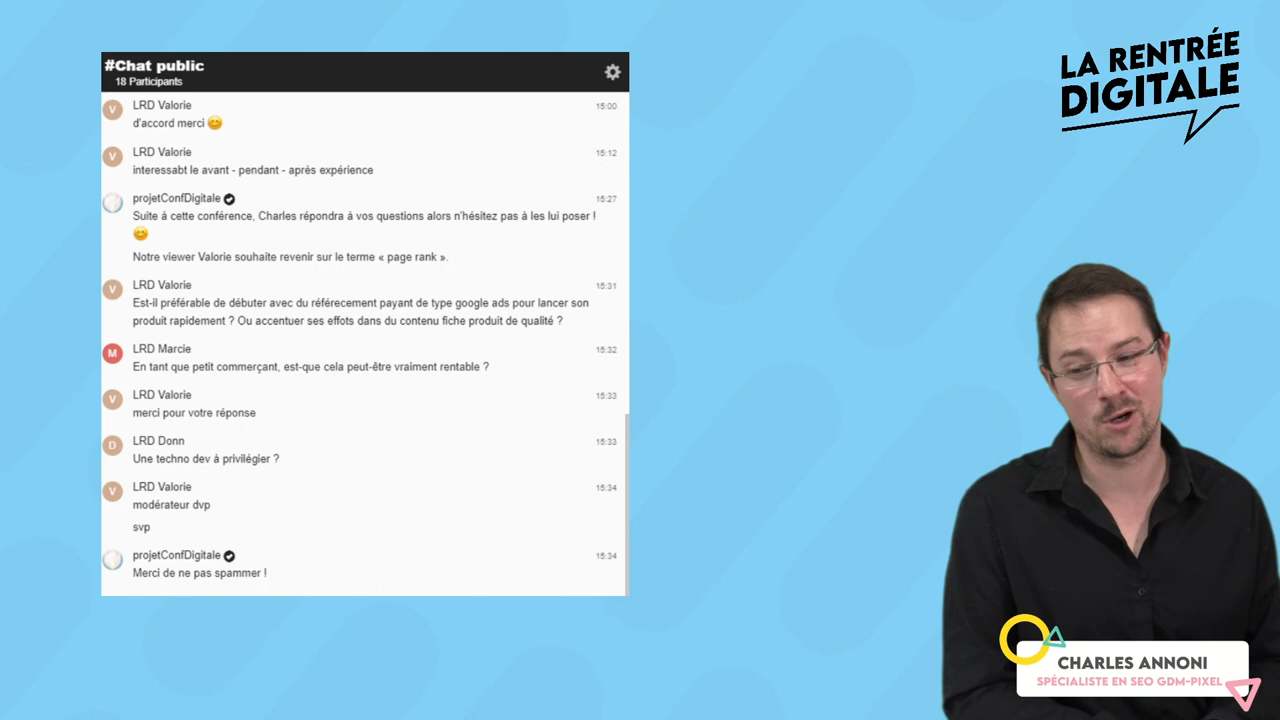 #Chat public
18 Participants
V
LRD Valorie
15:00
d'accord merci 😊
V
LRD Valorie
15:12
interessabt le avant - pendant - après expérience
projetConfDigitale
15:27
Suite à cette conférence, Charles répondra à vos questions alors n'hésitez pas à les lui poser !
😊
Notre viewer Valorie souhaite revenir sur le terme « page rank ».
V
LRD Valorie
15:31
Est-il préférable de débuter avec du référecement payant de type google ads pour lancer son
produit rapidement ? Ou accentuer ses effots dans du contenu fiche produit de qualité ?
M
LRD Marcie
15:32
En tant que petit commerçant, est-que cela peut-être vraiment rentable ?
V
LRD Valorie
15:33
merci pour votre réponse
D
LRD Donn
15:33
Une techno dev à privilégier ?
V
LRD Valorie
15:34
modérateur dvp
svp
projetConfDigitale
15:34
Merci de ne pas spammer !
LA RENTRÉE
DIGITALE
CHARLES ANNONI
SPÉCIALISTE EN SEO GDM-PIXEL